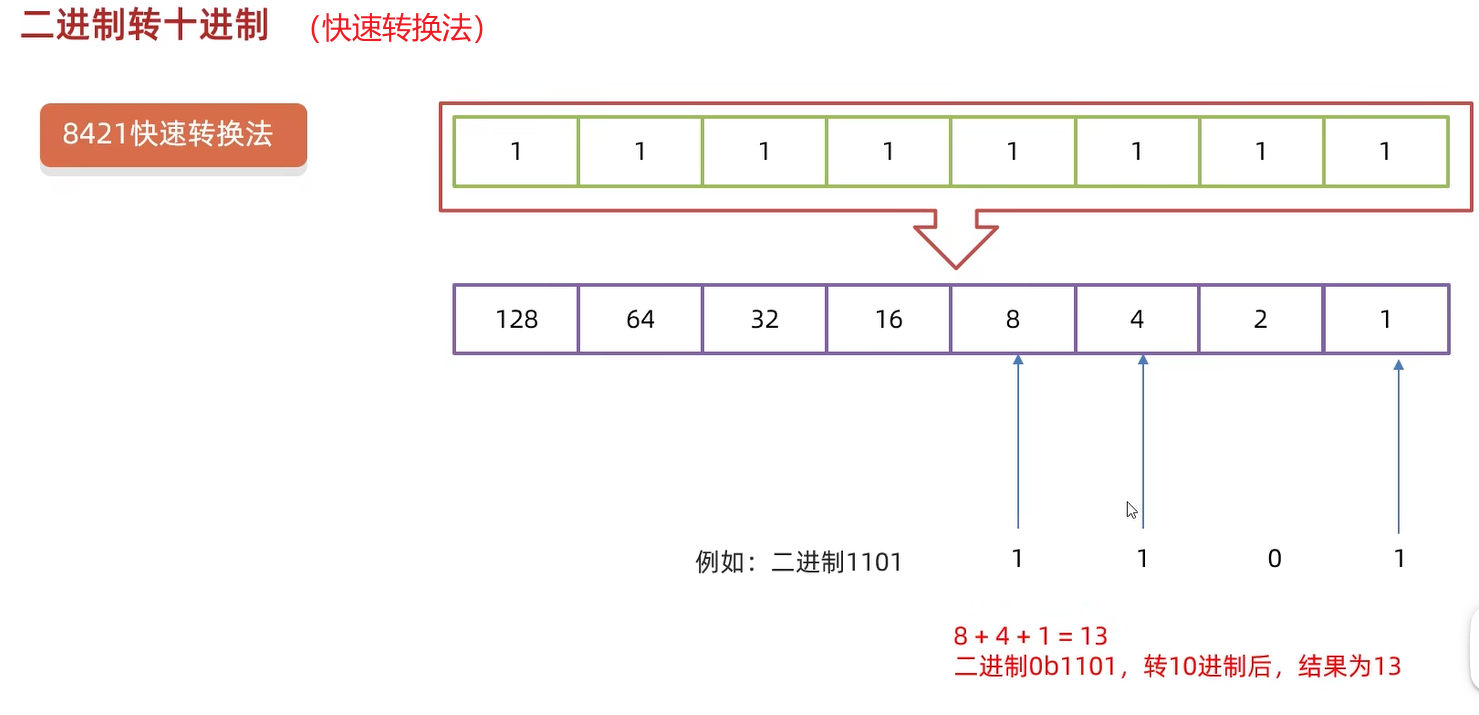 二进制转十进制 （快速转换法）
8421快速转换法
1 1 1 1 1 1 1 1
128 64 32 16 8 4 2 1
例如：二进制1101 1 1 0 1
8 + 4 + 1 = 13
二进制0b1101，转10进制后，结果为13